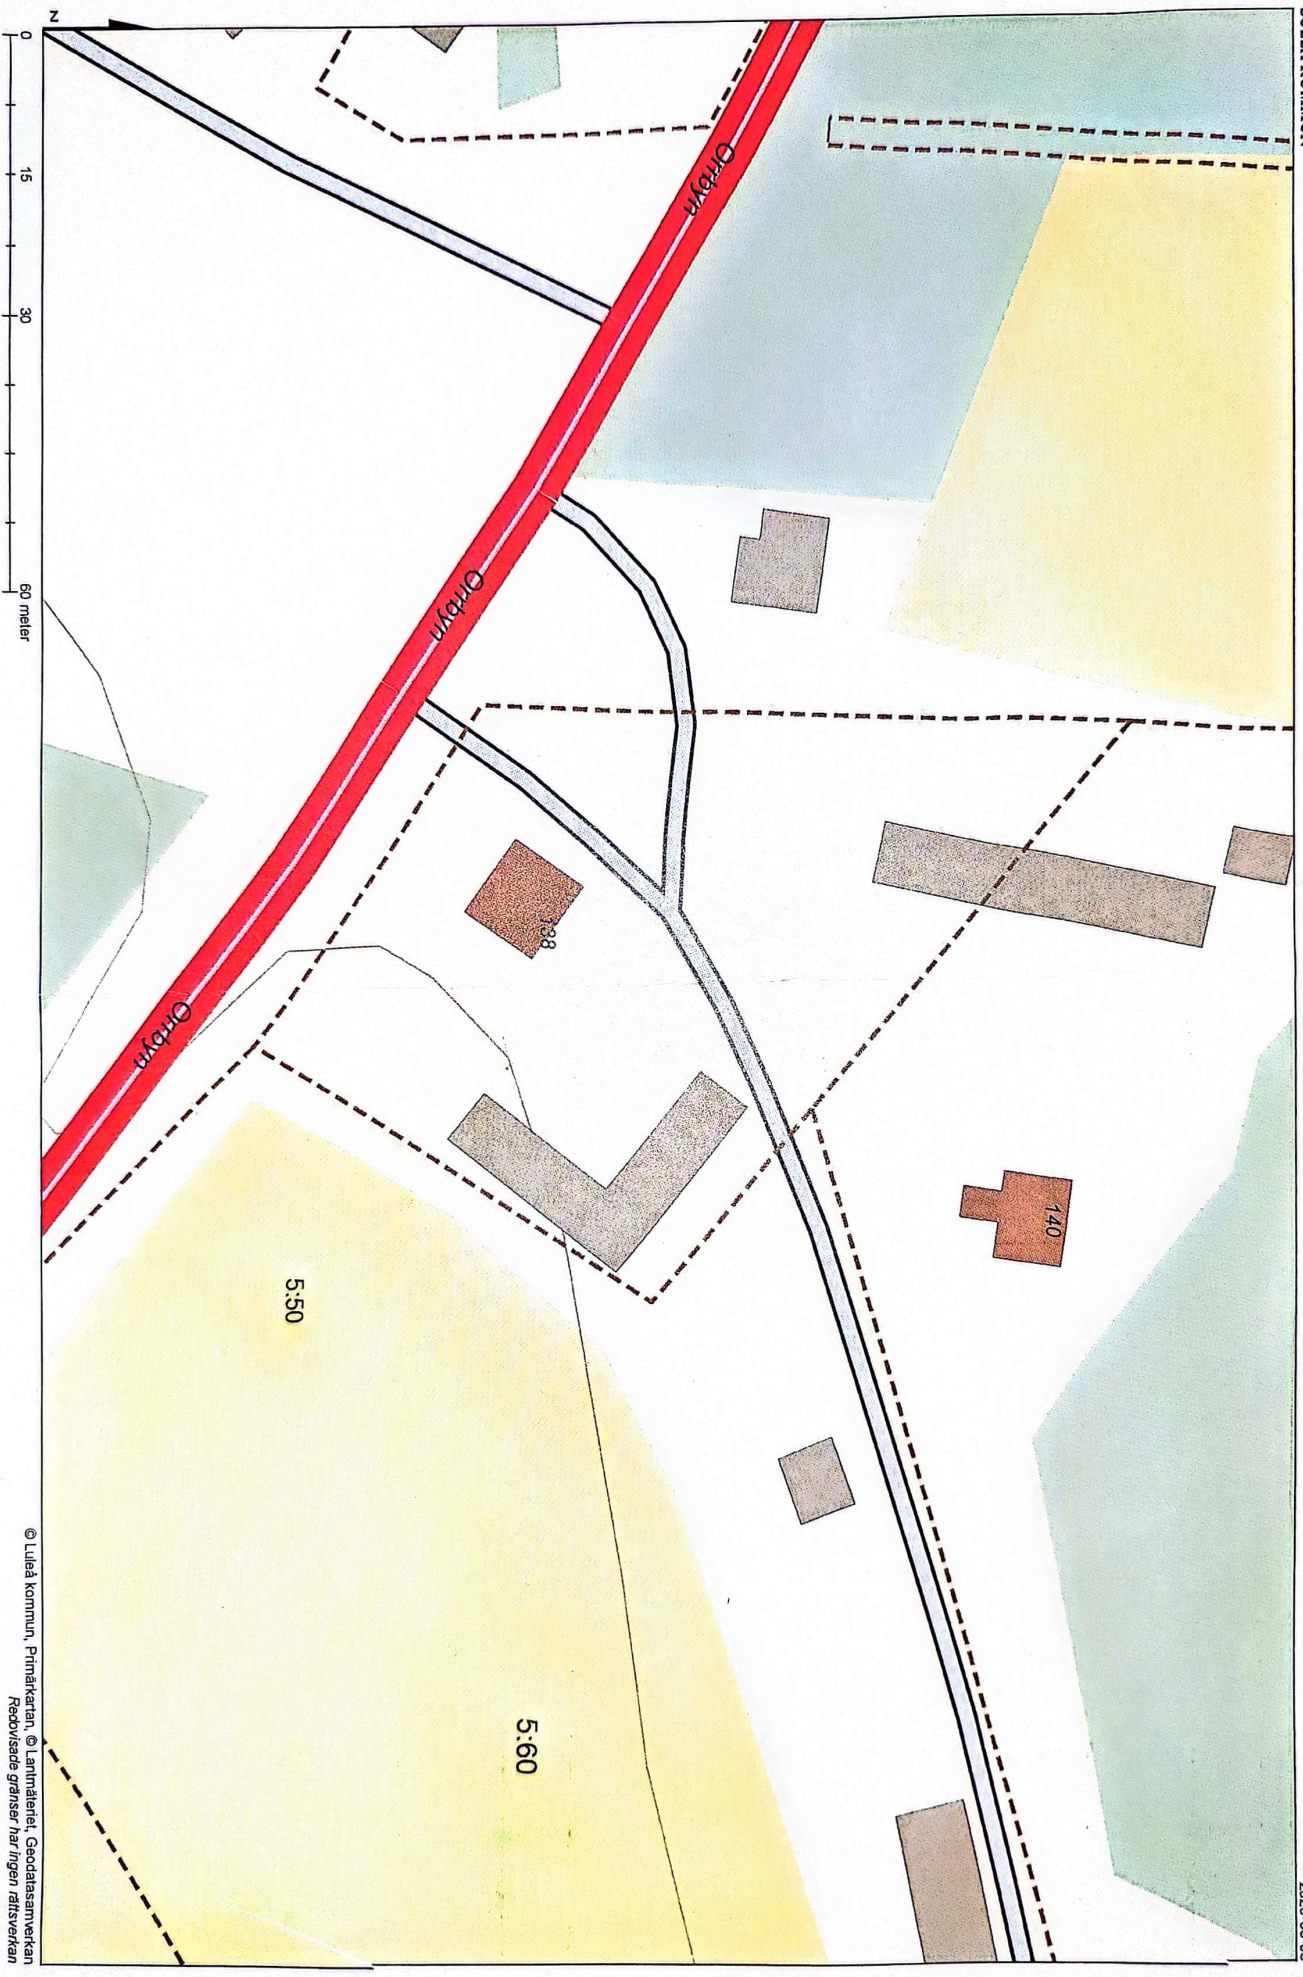 Orrbyn
Orrbyn
138
Orrbyn
140
5:50
5:60
N
0 15 30 60 meter
© Luleå kommun, Primärkartan, © Lantmäteriet, Geodatasamverkan
Redovisade gränser har ingen rättsverkan